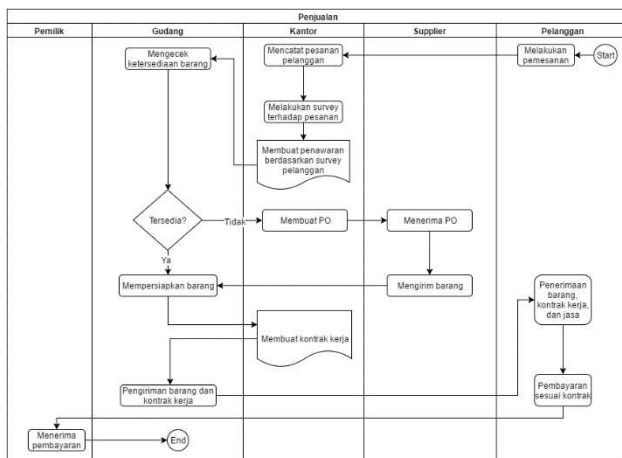 Penjualan
Pemilik
Gudang
Kantor
Supplier
Pelanggan
Start
Melakukan
pemesanan
Mencatat pesanan
pelanggan
Mengecek
ketersediaan barang
Melakukan survey
terhadap pesanan
Membuat penawaran
berdasarkan survey
pelanggan
Tersedia?
Tidak
Membuat PO
Menerima PO
Ya
Mempersiapkan barang
Mengirim barang
Penerimaan
barang,
kontrak kerja,
dan jasa
Membuat kontrak kerja
Pengiriman barang dan
kontrak kerja
Pembayaran
sesuai kontrak
Menerima
pembayaran
End